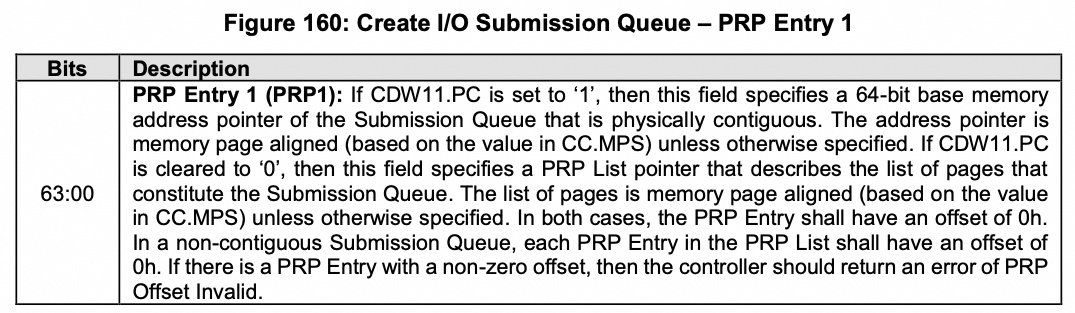 Figure 160: Create I/O Submission Queue – PRP Entry 1
Bits Description
PRP Entry 1 (PRP1): If CDW11.PC is set to ‘1’, then this field specifies a 64-bit base memory
address pointer of the Submission Queue that is physically contiguous. The address pointer is
memory page aligned (based on the value in CC.MPS) unless otherwise specified. If CDW11.PC
is cleared to ‘0’, then this field specifies a PRP List pointer that describes the list of pages that
63:00 constitute the Submission Queue. The list of pages is memory page aligned (based on the value
in CC.MPS) unless otherwise specified. In both cases, the PRP Entry shall have an offset of 0h.
In a non-contiguous Submission Queue, each PRP Entry in the PRP List shall have an offset of
0h. If there is a PRP Entry with a non-zero offset, then the controller should return an error of PRP
Offset Invalid.